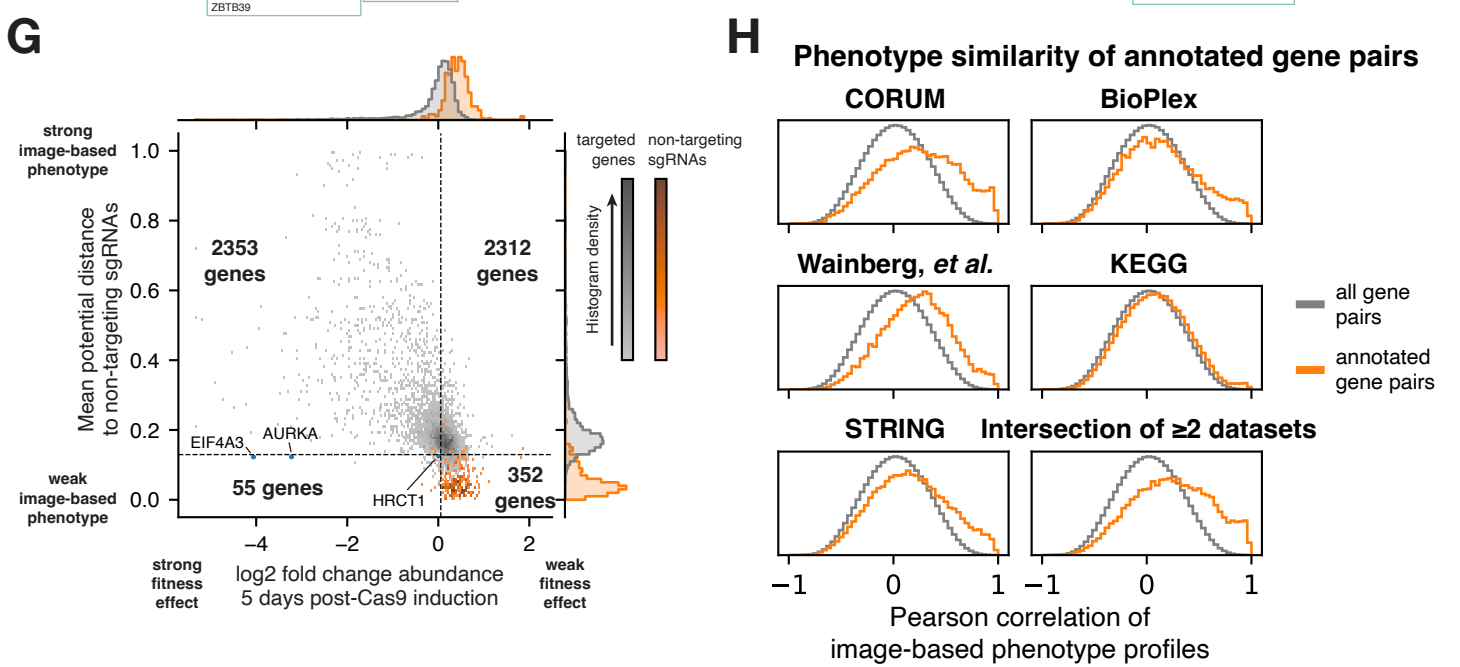 ZBTB39
G
strong
image-based
phenotype
Mean potential distance
to non-targeting sgRNAs
weak
image-based
phenotype
1.0
0.8
0.6
0.4
0.2
0.0
2353
genes
2312
genes
EIF4A3
AURKA
55 genes
HRCT1
352
genes
−4
−2
0
2
strong
fitness
effect
log2 fold change abundance
5 days post-Cas9 induction
weak
fitness
effect
targeted
genes
non-targeting
sgRNAs
Histogram density
H
Phenotype similarity of annotated gene pairs
CORUM
BioPlex
Wainberg, et al.
KEGG
STRING
Intersection of ≥2 datasets
−1
0
1
−1
0
1
Pearson correlation of
image-based phenotype profiles
all gene
pairs
annotated
gene pairs